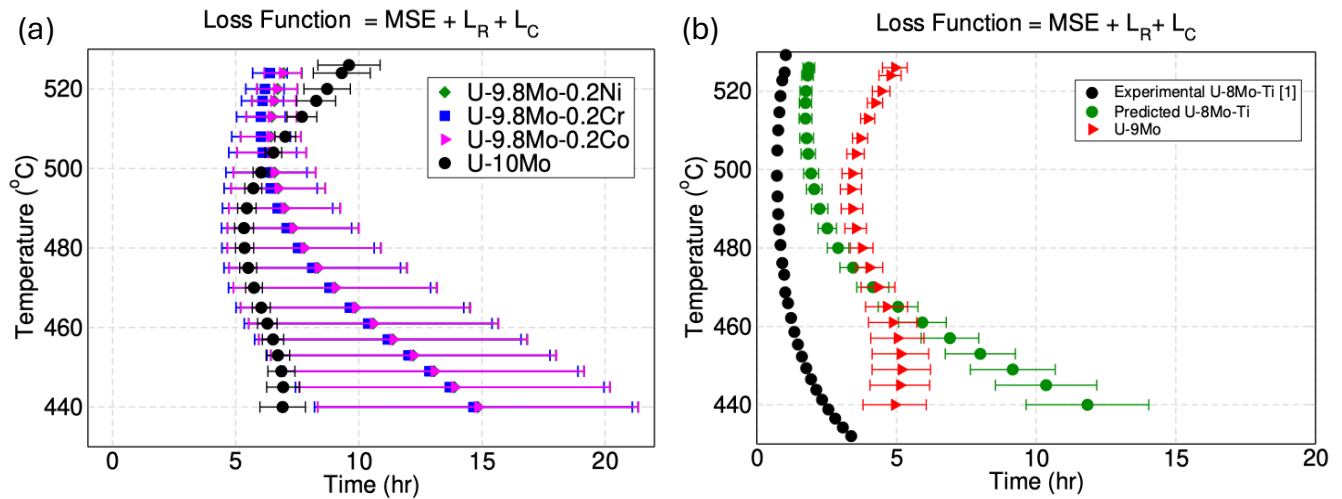 (a)
Loss Function = MSE + L_R + L_C
520
500
480
460
440
Temperature (°C)
U-9.8Mo-0.2Ni
U-9.8Mo-0.2Cr
U-9.8Mo-0.2Co
U-10Mo
0 5 10 15 20
Time (hr)
(b)
Loss Function = MSE + L_R+ L_C
520
500
480
460
440
Temperature (°C)
Experimental U-8Mo-Ti [1]
Predicted U-8Mo-Ti
U-9Mo
0 5 10 15 20
Time (hr)